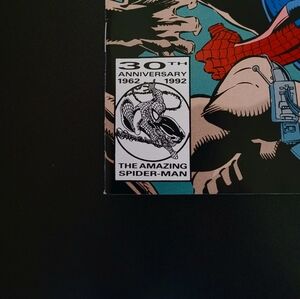 30TH
ANNIVERSARY
1962 1992
THE AMAZING
SPIDER-MAN